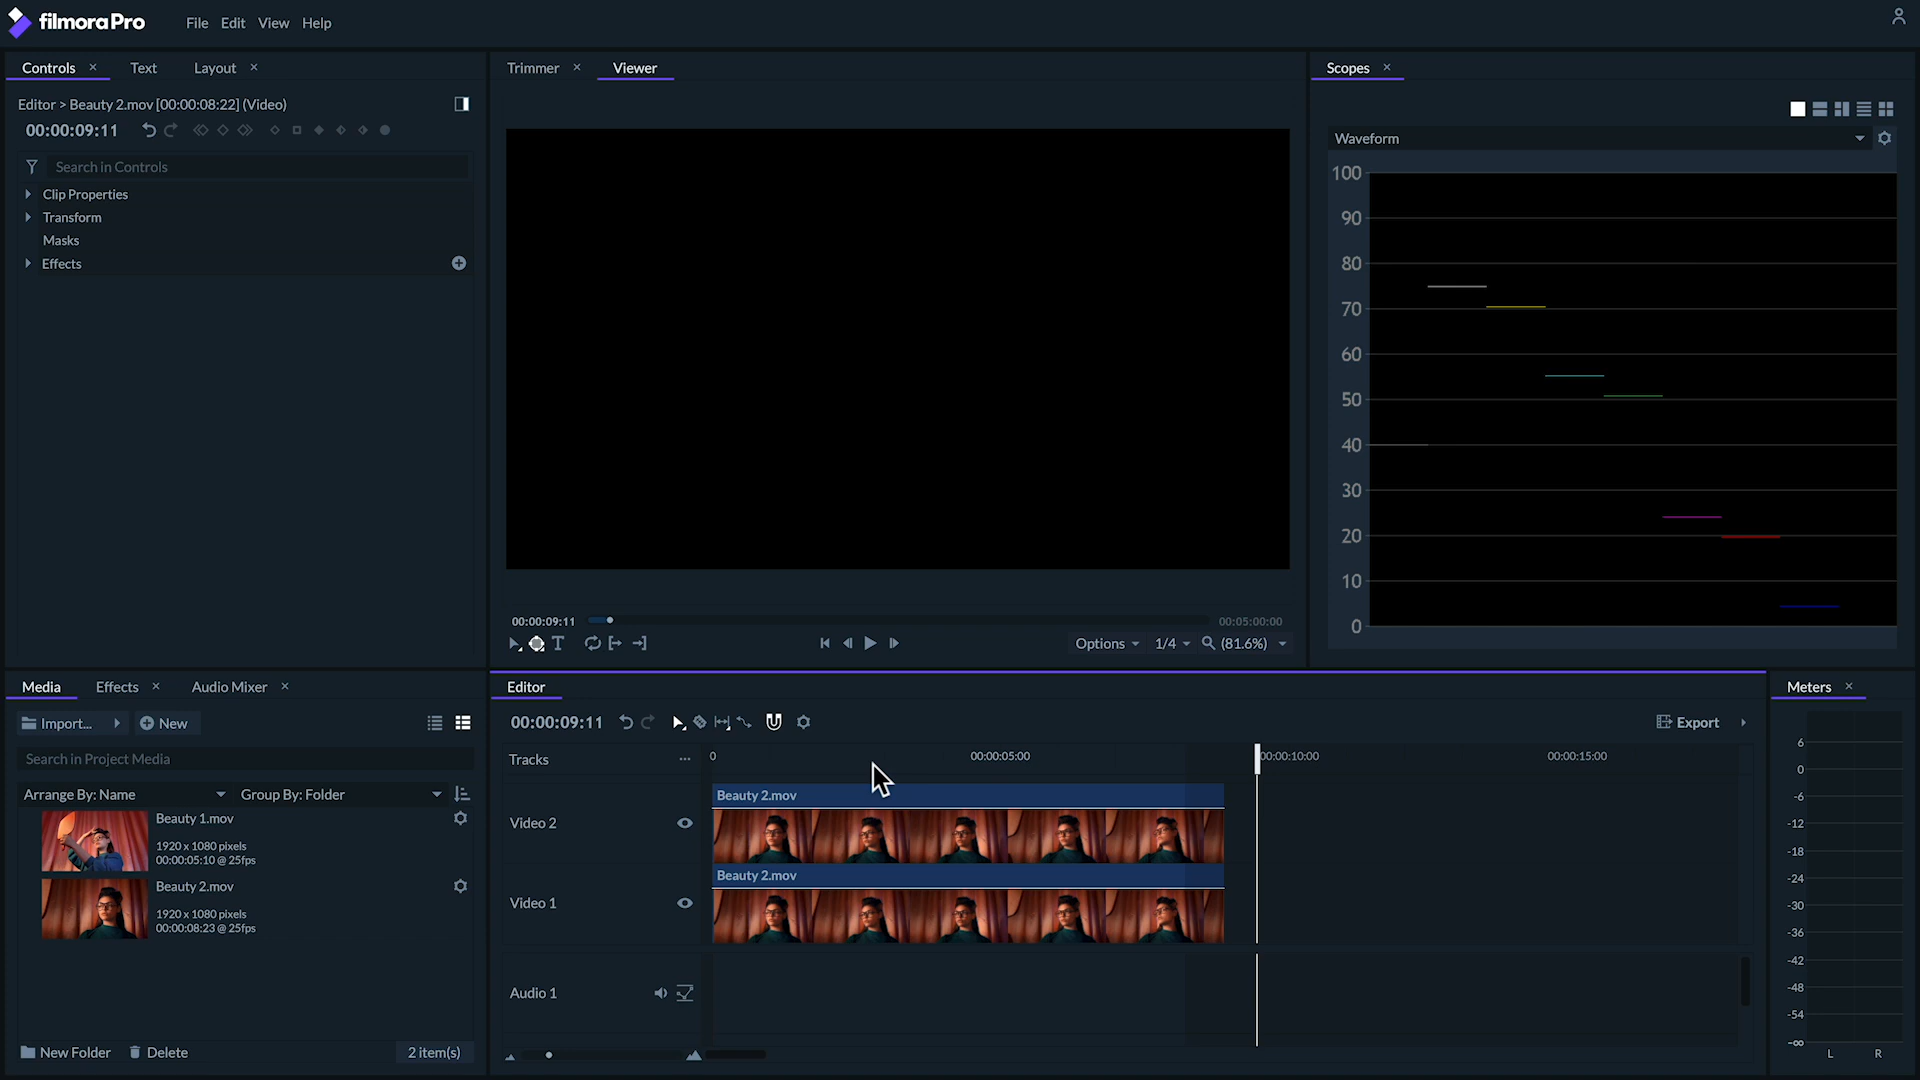 filmoraPro File Edit View Help
Controls × Text Layout ×
Editor > Beauty 2.mov [00:00:08:22] (Video)
00:00:09:11
Search in Controls
Clip Properties
Transform
Masks
Effects
Trimmer × Viewer
00:00:09:11 00:05:00:00
T Options 1/4 (81.6%)
Scopes ×
Waveform
100
90
80
70
60
50
40
30
20
10
0
Media Effects × Audio Mixer ×
Import... New
Search in Project Media
Arrange By: Name Group By: Folder
Beauty 1.mov
1920 x 1080 pixels
00:00:05:10 @ 25fps
Beauty 2.mov
1920 x 1080 pixels
00:00:08:23 @ 25fps
New Folder Delete 2 item(s)
Editor
00:00:09:11 Export
Tracks ... 0 00:00:05:00 00:00:10:00 00:00:15:00
Beauty 2.mov
Video 2
Beauty 2.mov
Video 1
Audio 1
Meters ×
6
0
-6
-12
-18
-24
-30
-36
-42
-48
-54
-∞
L R